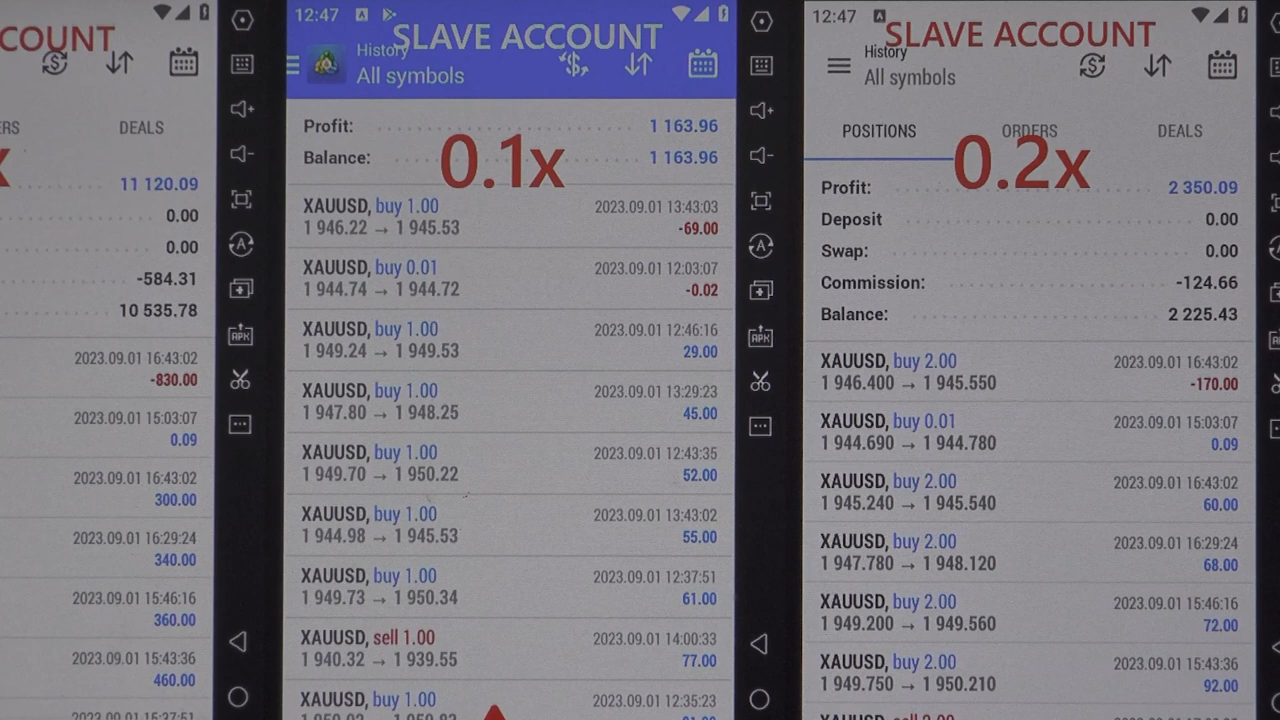 COUNT
ERS DEALS
x
11 120.09
0.00
0.00
-584.31
10 535.78
2023.09.01 16:43:02
-830.00
2023.09.01 15:03:07
0.09
2023.09.01 16:43:02
300.00
2023.09.01 16:29:24
340.00
2023.09.01 15:46:16
360.00
2023.09.01 15:43:36
460.00
A
APK
12:47 A
SLAVE ACCOUNT
History
All symbols
Profit: 1 163.96
Balance: 1 163.96
0.1x
XAUUSD, buy 1.00 2023.09.01 13:43:03
1 946.22 → 1 945.53 -69.00
XAUUSD, buy 0.01 2023.09.01 12:03:07
1 944.74 → 1 944.72 -0.02
XAUUSD, buy 1.00 2023.09.01 12:46:16
1 949.24 → 1 949.53 29.00
XAUUSD, buy 1.00 2023.09.01 13:29:23
1 947.80 → 1 948.25 45.00
XAUUSD, buy 1.00 2023.09.01 12:43:35
1 949.70 → 1 950.22 52.00
XAUUSD, buy 1.00 2023.09.01 13:43:02
1 944.98 → 1 945.53 55.00
XAUUSD, buy 1.00 2023.09.01 12:37:51
1 949.73 → 1 950.34 61.00
XAUUSD, sell 1.00 2023.09.01 14:00:33
1 940.32 → 1 939.55 77.00
XAUUSD, buy 1.00 2023.09.01 12:35:23
A
APK
12:47 A
SLAVE ACCOUNT
History
All symbols
POSITIONS ORDERS DEALS
0.2x
Profit: 2 350.09
Deposit 0.00
Swap: 0.00
Commission: -124.66
Balance: 2 225.43
XAUUSD, buy 2.00 2023.09.01 16:43:02
1 946.400 → 1 945.550 -170.00
XAUUSD, buy 0.01 2023.09.01 15:03:07
1 944.690 → 1 944.780 0.09
XAUUSD, buy 2.00 2023.09.01 16:43:02
1 945.240 → 1 945.540 60.00
XAUUSD, buy 2.00 2023.09.01 16:29:24
1 947.780 → 1 948.120 68.00
XAUUSD, buy 2.00 2023.09.01 15:46:16
1 949.200 → 1 949.560 72.00
XAUUSD, buy 2.00 2023.09.01 15:43:36
1 949.750 → 1 950.210 92.00